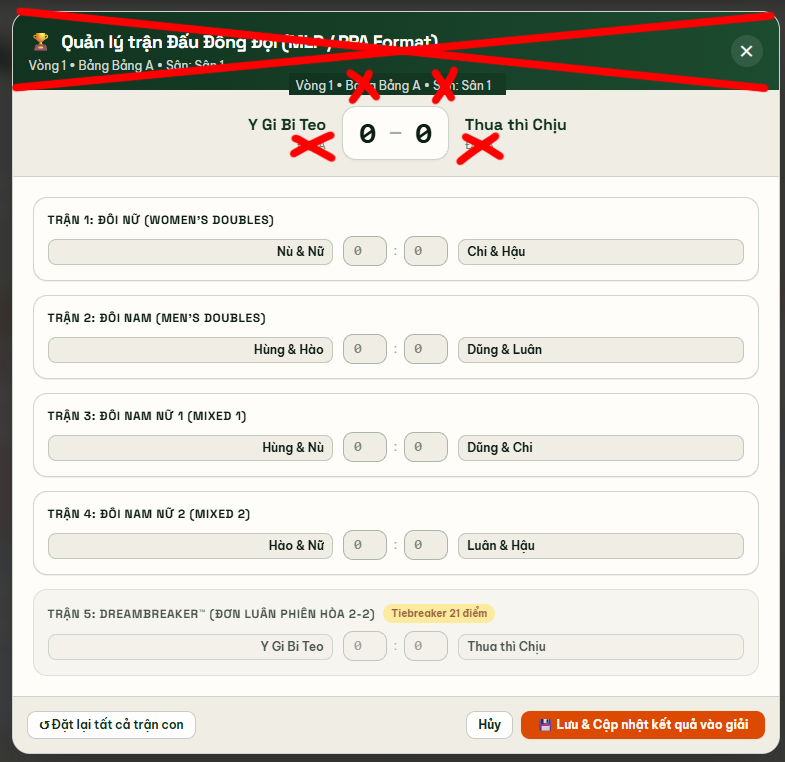 Quản lý trận Đấu Đồng Đội (MLP / PPA Format)
Vòng 1 • Bảng Bảng A • Sân: Sân 1
Vòng 1 • Bảng Bảng A • Sân: Sân 1
Y Gi Bi Teo 0 – 0 Thua thì Chịu
TRẬN 1: ĐÔI NỮ (WOMEN'S DOUBLES)
Nù & Nữ 0 : 0 Chi & Hậu
TRẬN 2: ĐÔI NAM (MEN'S DOUBLES)
Hùng & Hào 0 : 0 Dũng & Luân
TRẬN 3: ĐÔI NAM NỮ 1 (MIXED 1)
Hùng & Nù 0 : 0 Dũng & Chi
TRẬN 4: ĐÔI NAM NỮ 2 (MIXED 2)
Hào & Nữ 0 : 0 Luân & Hậu
TRẬN 5: DREAMBREAKER™ (ĐƠN LUÂN PHIÊN HÒA 2-2) Tiebreaker 21 điểm
Y Gi Bi Teo 0 : 0 Thua thì Chịu
↺ Đặt lại tất cả trận con Hủy Lưu & Cập nhật kết quả vào giải